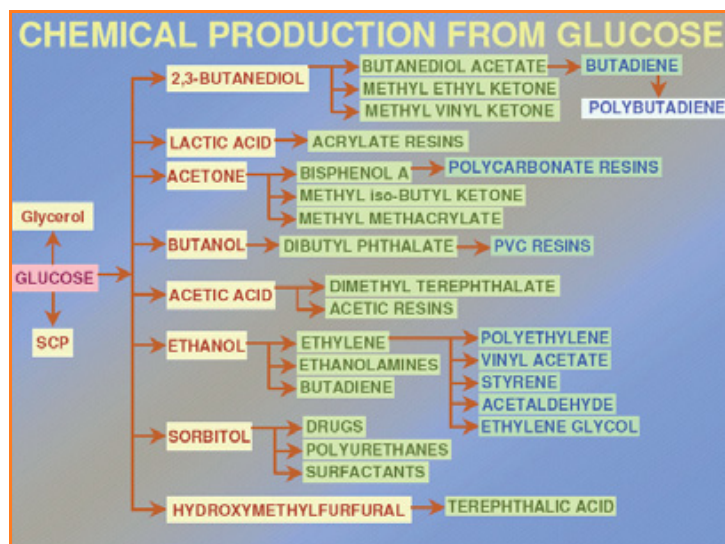 CHEMICAL PRODUCTION FROM GLUCOSE
2,3-BUTANEDIOL
BUTANEDIOL ACETATE
BUTADIENE
METHYL ETHYL KETONE
METHYL VINYL KETONE
POLYBUTADIENE
LACTIC ACID
ACRYLATE RESINS
ACETONE
BISPHENOL A
POLYCARBONATE RESINS
METHYL iso-BUTYL KETONE
METHYL METHACRYLATE
Glycerol
BUTANOL
DIBUTYL PHTHALATE
PVC RESINS
GLUCOSE
ACETIC ACID
DIMETHYL TEREPHTHALATE
ACETIC RESINS
SCP
ETHANOL
ETHYLENE
POLYETHYLENE
ETHANOLAMINES
VINYL ACETATE
BUTADIENE
STYRENE
ACETALDEHYDE
ETHYLENE GLYCOL
SORBITOL
DRUGS
POLYURETHANES
SURFACTANTS
HYDROXYMETHYLFURFURAL
TEREPHTHALIC ACID